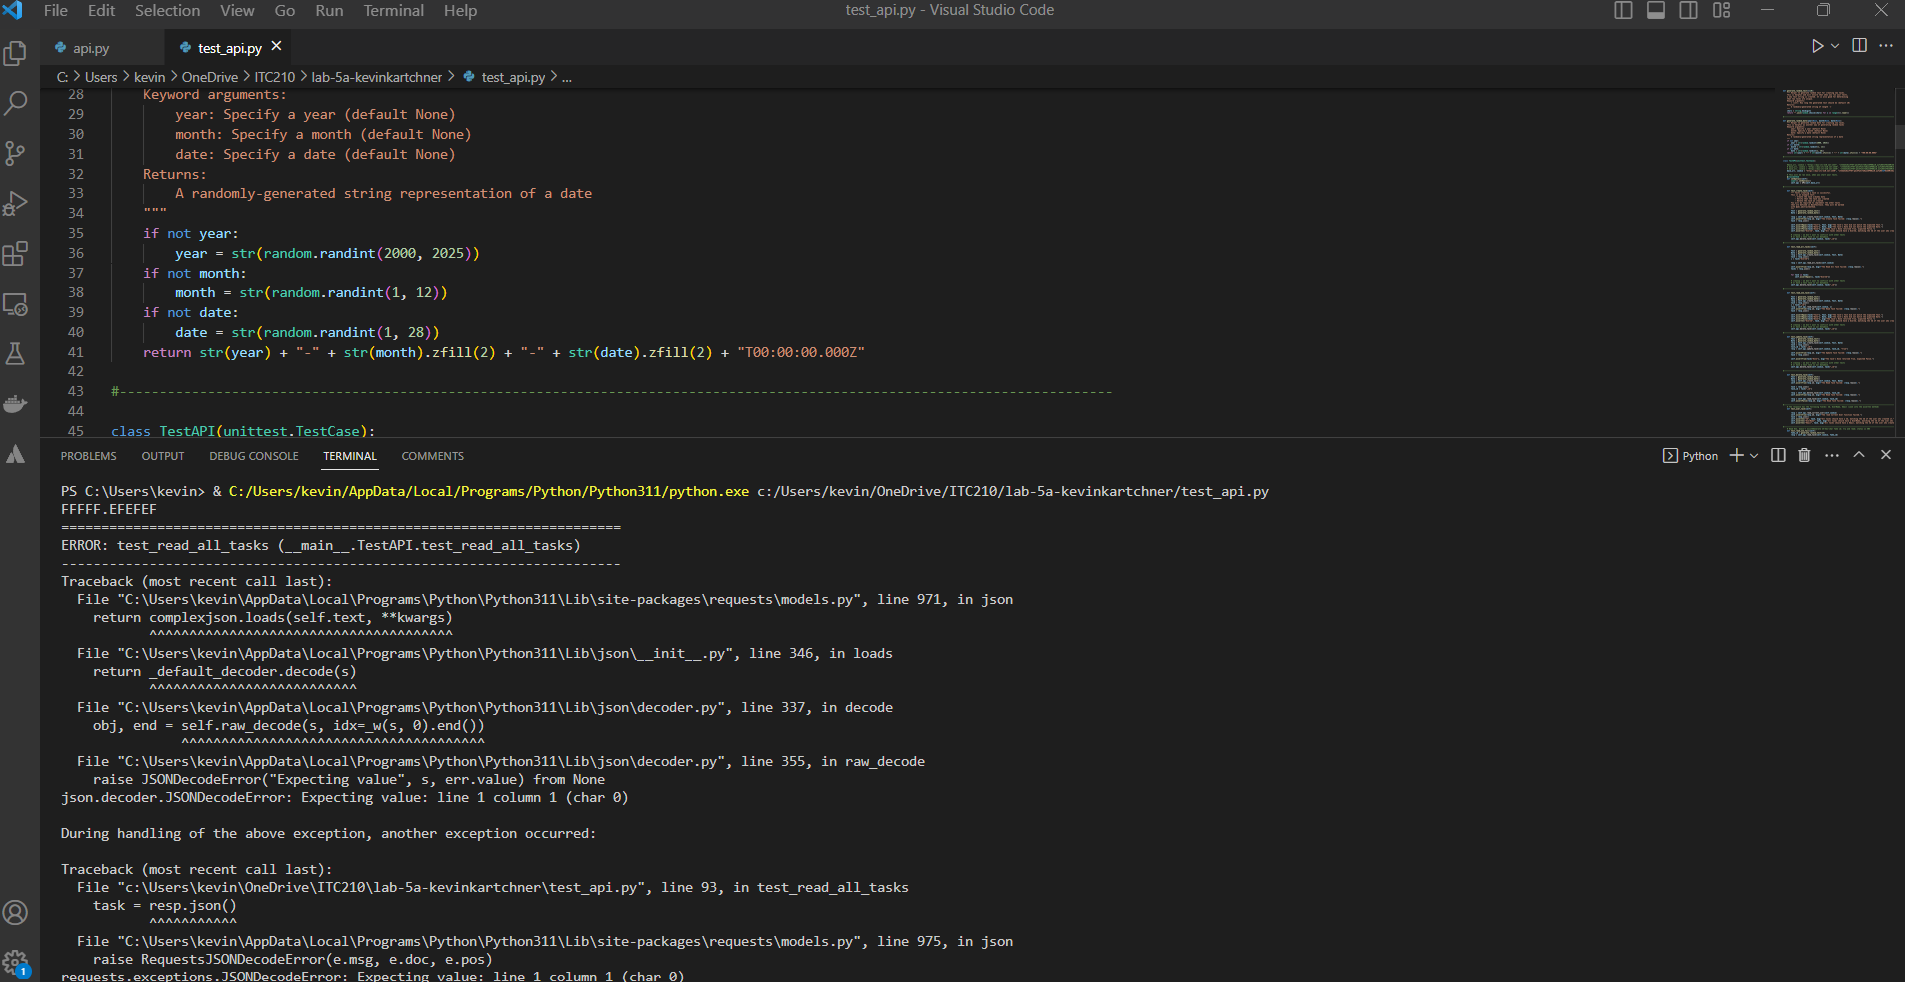 File Edit Selection View Go Run Terminal Help
test_api.py - Visual Studio Code
api.py
test_api.py
C: > Users > kevin > OneDrive > ITC210 > lab-5a-kevinkartchner > test_api.py > ...
28 Keyword arguments:
29 year: Specify a year (default None)
30 month: Specify a month (default None)
31 date: Specify a date (default None)
32 Returns:
33 A randomly-generated string representation of a date
34 """
35 if not year:
36 year = str(random.randint(2000, 2025))
37 if not month:
38 month = str(random.randint(1, 12))
39 if not date:
40 date = str(random.randint(1, 28))
41 return str(year) + "-" + str(month).zfill(2) + "-" + str(date).zfill(2) + "T00:00:00.000Z"
42
43 #----------------------------------------------------------------------------------------------------------------------------
44
45 class TestAPI(unittest.TestCase):
PROBLEMS OUTPUT DEBUG CONSOLE TERMINAL COMMENTS
Python
PS C:\Users\kevin> & C:/Users/kevin/AppData/Local/Programs/Python/Python311/python.exe c:/Users/kevin/OneDrive/ITC210/lab-5a-kevinkartchner/test_api.py
FFFFF.EFEFEF
======================================================================
ERROR: test_read_all_tasks (__main__.TestAPI.test_read_all_tasks)
----------------------------------------------------------------------
Traceback (most recent call last):
File "C:\Users\kevin\AppData\Local\Programs\Python\Python311\Lib\site-packages\requests\models.py", line 971, in json
return complexjson.loads(self.text, **kwargs)
^^^^^^^^^^^^^^^^^^^^^^^^^^^^^^^^^^^^^^
File "C:\Users\kevin\AppData\Local\Programs\Python\Python311\Lib\json\__init__.py", line 346, in loads
return _default_decoder.decode(s)
^^^^^^^^^^^^^^^^^^^^^^^^^^
File "C:\Users\kevin\AppData\Local\Programs\Python\Python311\Lib\json\decoder.py", line 337, in decode
obj, end = self.raw_decode(s, idx=_w(s, 0).end())
^^^^^^^^^^^^^^^^^^^^^^^^^^^^^^^^^^^^^^
File "C:\Users\kevin\AppData\Local\Programs\Python\Python311\Lib\json\decoder.py", line 355, in raw_decode
raise JSONDecodeError("Expecting value", s, err.value) from None
json.decoder.JSONDecodeError: Expecting value: line 1 column 1 (char 0)
During handling of the above exception, another exception occurred:
Traceback (most recent call last):
File "c:\Users\kevin\OneDrive\ITC210\lab-5a-kevinkartchner\test_api.py", line 93, in test_read_all_tasks
task = resp.json()
^^^^^^^^^^^
File "C:\Users\kevin\AppData\Local\Programs\Python\Python311\Lib\site-packages\requests\models.py", line 975, in json
raise RequestsJSONDecodeError(e.msg, e.doc, e.pos)
requests.exceptions.JSONDecodeError: Expecting value: line 1 column 1 (char 0)
1